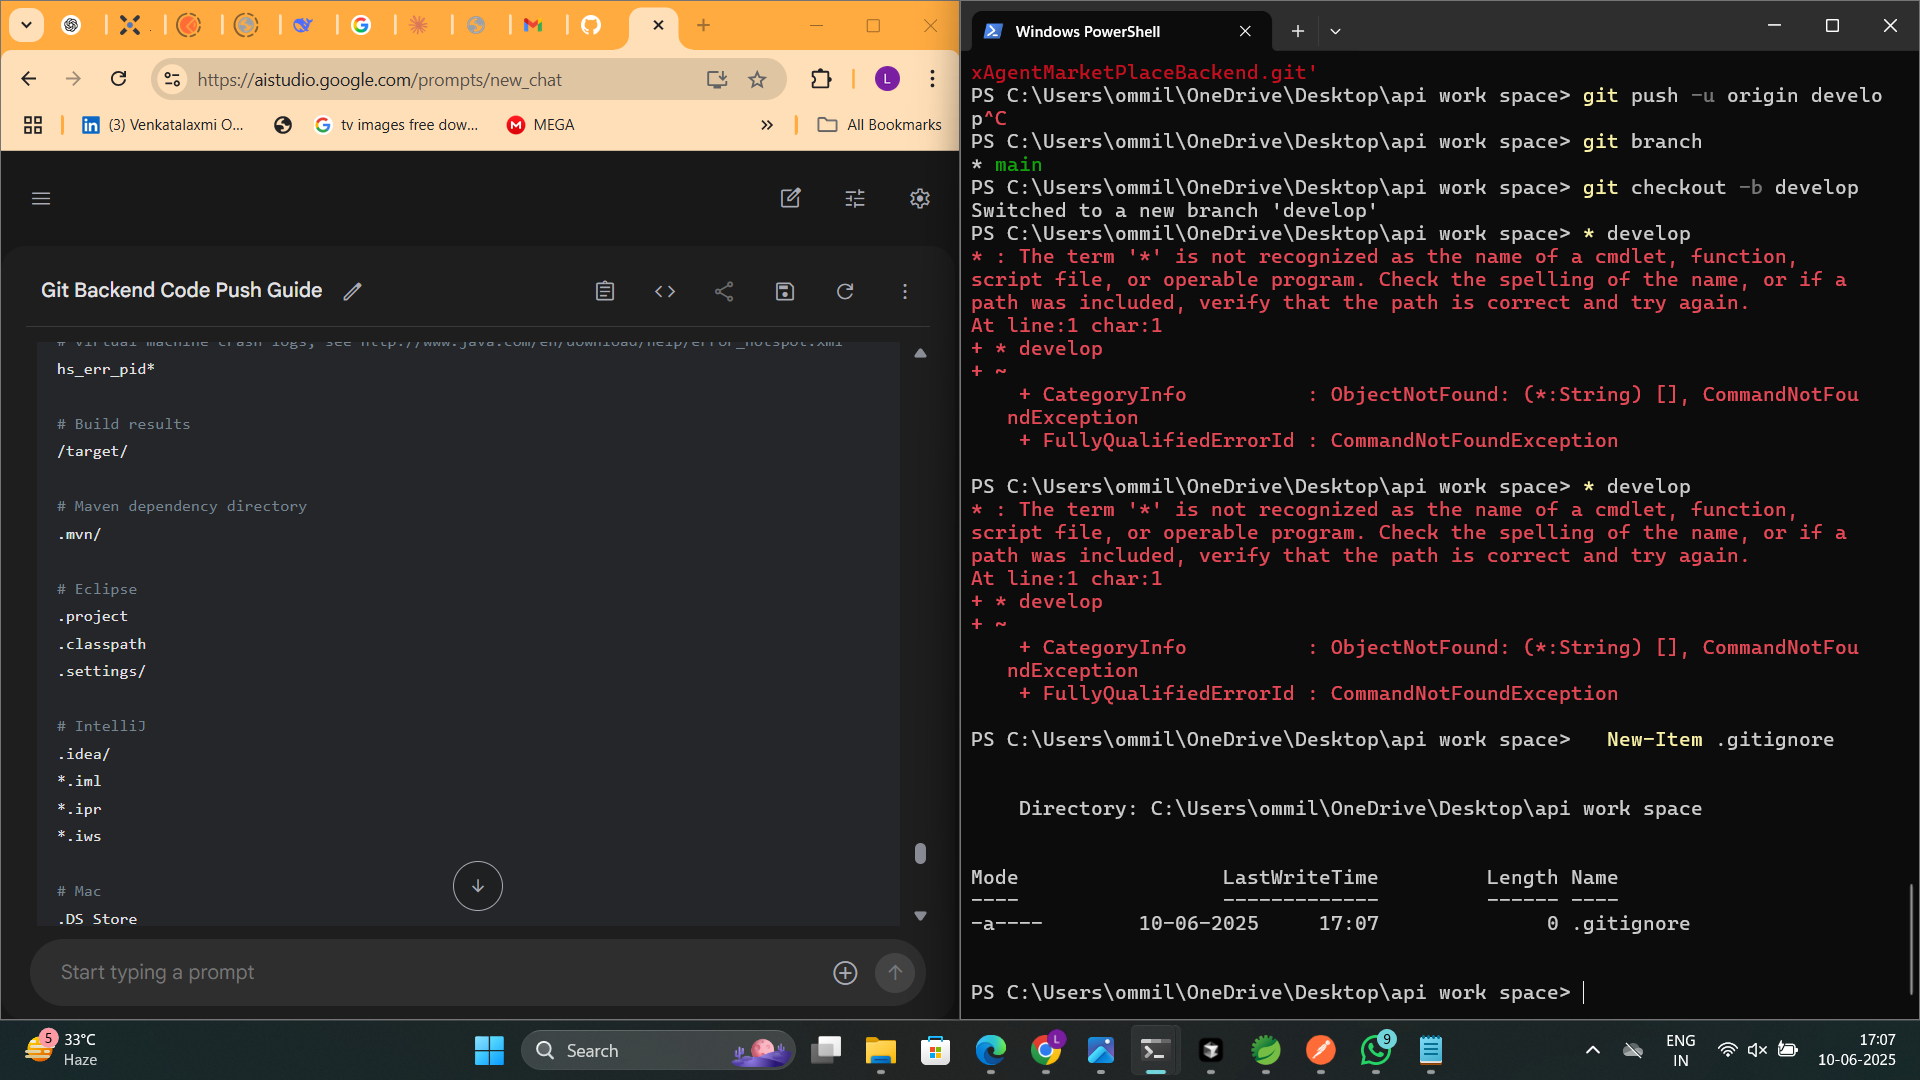 https://aistudio.google.com/prompts/new_chat
L
(3) Venkatalaxmi O...
tv images free dow...
MEGA
All Bookmarks
Git Backend Code Push Guide
# Virtual machine crash logs, see http://www.java.com/en/download/help/error_hotspot.xml
hs_err_pid*
# Build results
/target/
# Maven dependency directory
.mvn/
# Eclipse
.project
.classpath
.settings/
# IntelliJ
.idea/
*.iml
*.ipr
*.iws
# Mac
.DS_Store
Start typing a prompt
Windows PowerShell
xAgentMarketPlaceBackend.git'
PS C:\Users\ommil\OneDrive\Desktop\api work space> git push -u origin develo
p^C
PS C:\Users\ommil\OneDrive\Desktop\api work space> git branch
* main
PS C:\Users\ommil\OneDrive\Desktop\api work space> git checkout -b develop
Switched to a new branch 'develop'
PS C:\Users\ommil\OneDrive\Desktop\api work space> * develop
* : The term '*' is not recognized as the name of a cmdlet, function,
script file, or operable program. Check the spelling of the name, or if a
path was included, verify that the path is correct and try again.
At line:1 char:1
+ * develop
+ ~
+ CategoryInfo : ObjectNotFound: (*:String) [], CommandNotFou
ndException
+ FullyQualifiedErrorId : CommandNotFoundException
PS C:\Users\ommil\OneDrive\Desktop\api work space> * develop
* : The term '*' is not recognized as the name of a cmdlet, function,
script file, or operable program. Check the spelling of the name, or if a
path was included, verify that the path is correct and try again.
At line:1 char:1
+ * develop
+ ~
+ CategoryInfo : ObjectNotFound: (*:String) [], CommandNotFou
ndException
+ FullyQualifiedErrorId : CommandNotFoundException
PS C:\Users\ommil\OneDrive\Desktop\api work space> New-Item .gitignore
Directory: C:\Users\ommil\OneDrive\Desktop\api work space
Mode LastWriteTime Length Name
---- ------------- ------ ----
-a---- 10-06-2025 17:07 0 .gitignore
PS C:\Users\ommil\OneDrive\Desktop\api work space>
5
33°C
Haze
Search
L
9
ENG
IN
17:07
10-06-2025